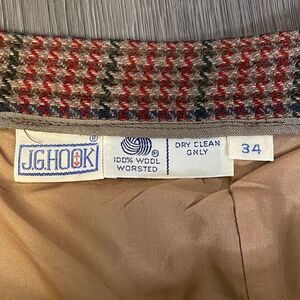 ®
J.G.HOOK
®
100% WOOL
WORSTED
DRY CLEAN
ONLY
34